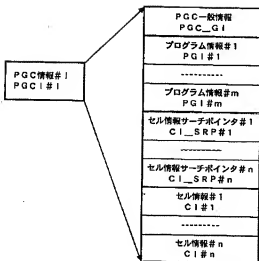 PGC情報#1
PGCI#1
PGC一般情報
PGC_GI
プログラム情報#1
PGI#1
----------
プログラム情報#m
PGI#m
セル情報サーチポインタ#1
CI_SRP#1
----------
セル情報サーチポインタ#n
CI_SRP#n
セル情報#1
CI#1
----------
セル情報#n
CI#n